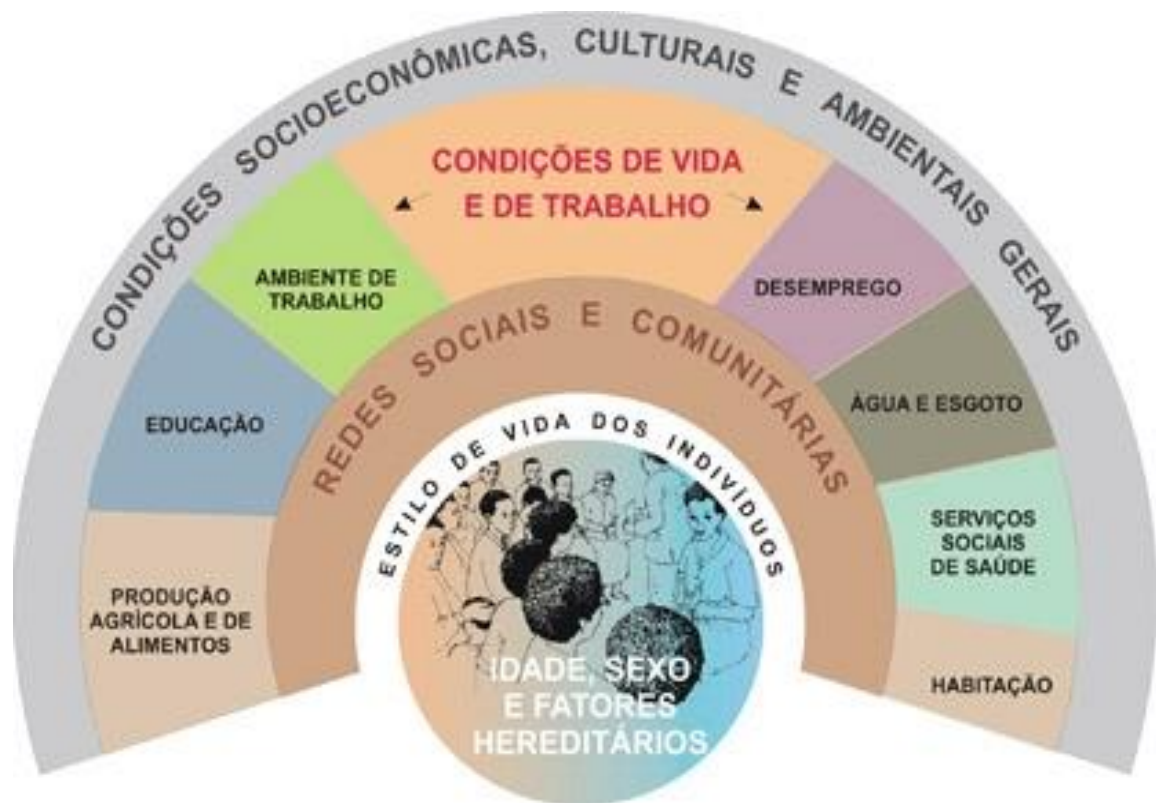 CONDIÇÕES SOCIOECONÔMICAS, CULTURAIS E AMBIENTAIS GERAIS
CONDIÇÕES DE VIDA
E DE TRABALHO
AMBIENTE DE
TRABALHO
DESEMPREGO
EDUCAÇÃO
ÁGUA E ESGOTO
PRODUÇÃO
AGRÍCOLA E DE
ALIMENTOS
SERVIÇOS
SOCIAIS
DE SAÚDE
HABITAÇÃO
REDES SOCIAIS E COMUNITÁRIAS
ESTILO DE VIDA DOS INDIVÍDUOS
IDADE, SEXO
E FATORES
HEREDITÁRIOS